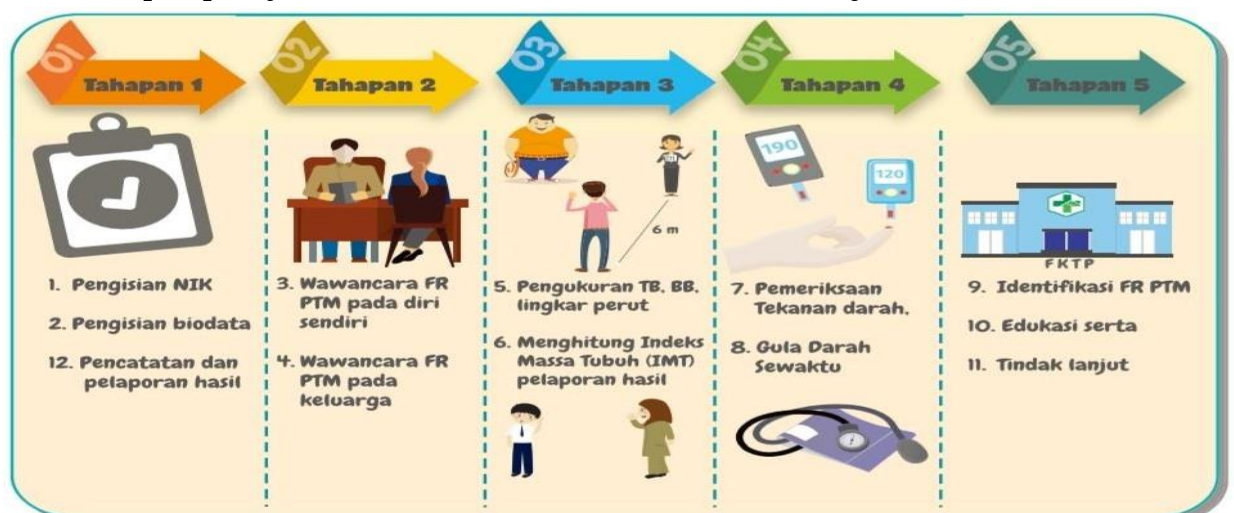 01
Tahapan 1
02
Tahapan 2
03
Tahapan 3
04
Tahapan 4
05
Tahapan 5
1. Pengisian NIK
2. Pengisian biodata
12. Pencatatan dan
pelaporan hasil
3. Wawancara FR
PTM pada diri
sendiri
4. Wawancara FR
PTM pada
keluarga
6 m
5. Pengukuran TB, BB,
lingkar perut
6. Menghitung Indeks
Massa Tubuh (IMT)
pelaporan hasil
190
120
7. Pemeriksaan
Tekanan darah,
8. Gula Darah
Sewaktu
FKTP
9. Identifikasi FR PTM
10. Edukasi serta
11. Tindak lanjut